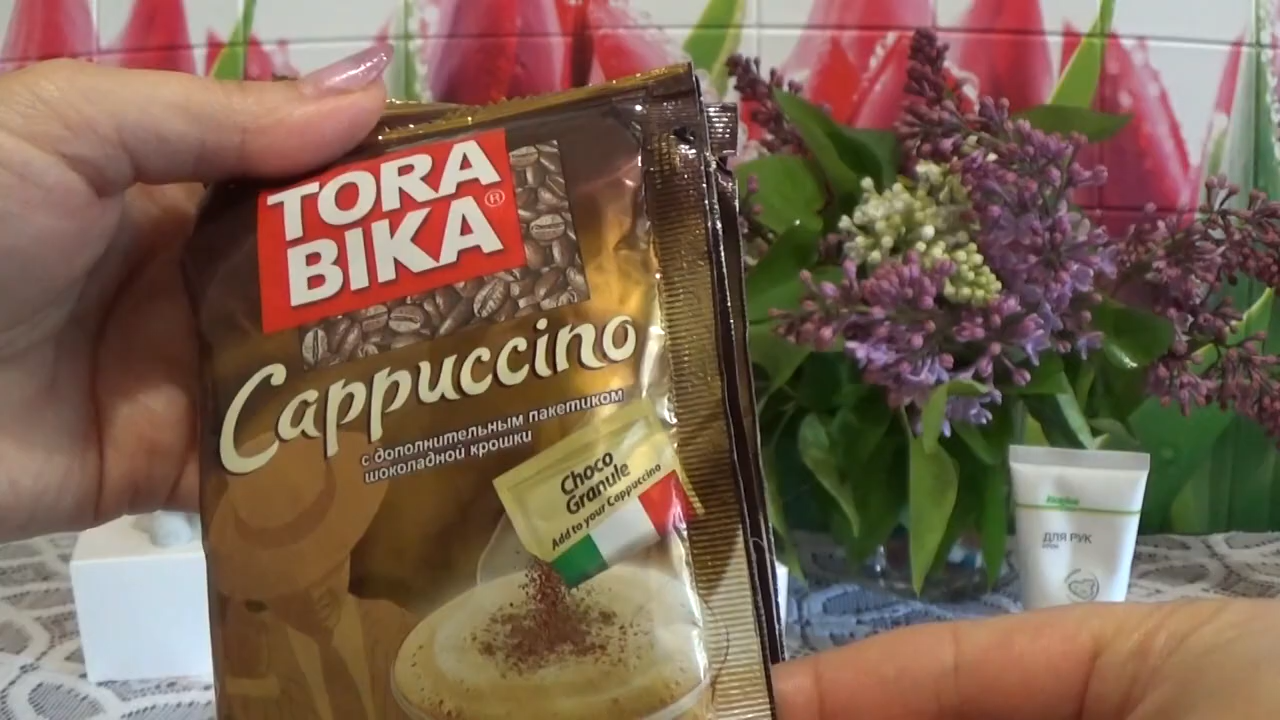 TORA
BIKA®
Cappuccino
с дополнительным пакетиком
шоколадной крошки
Choco
Granule
Add to your Cappuccino
ДЛЯ РУК